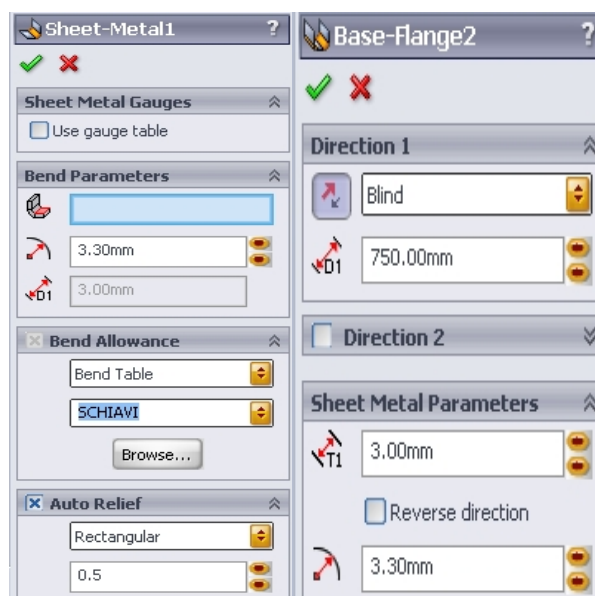 Sheet-Metal1 ?
Sheet Metal Gauges
Use gauge table
Bend Parameters
3.30mm
D1 3.00mm
Bend Allowance
Bend Table
SCHIAVI
Browse...
Auto Relief
Rectangular
0.5
Base-Flange2 ?
Direction 1
Blind
D1 750.00mm
Direction 2
Sheet Metal Parameters
T1 3.00mm
Reverse direction
3.30mm